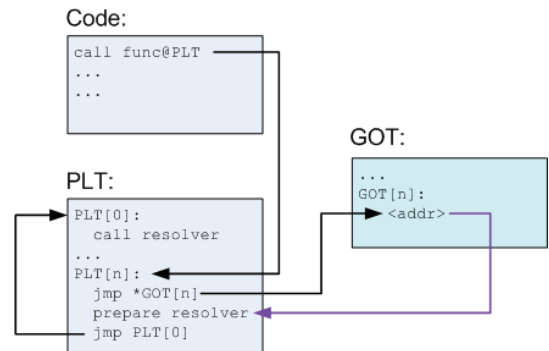 Code:
call func@PLT
...
...
PLT:
PLT[0]:
call resolver
...
PLT[n]:
jmp *GOT[n]
prepare resolver
jmp PLT[0]
GOT:
...
GOT[n]:
<addr>